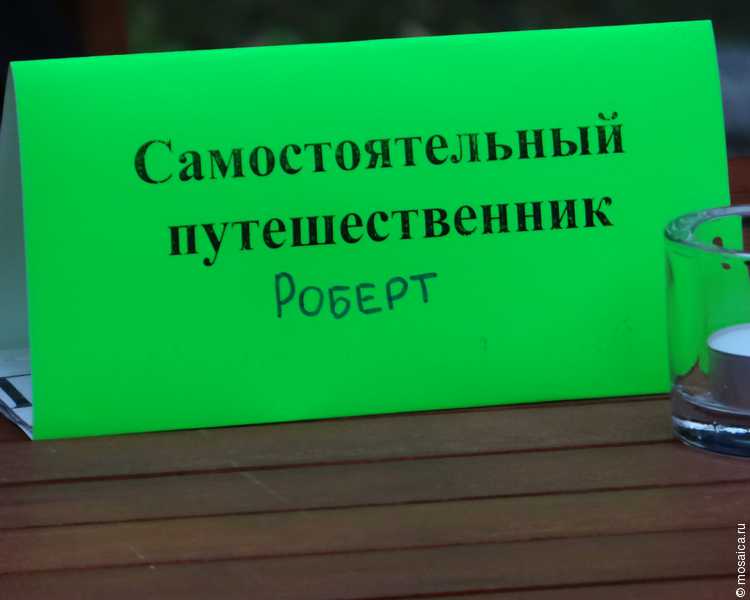 Самостоятельный
путешественник
РОБЕРТ
© mosaica.ru